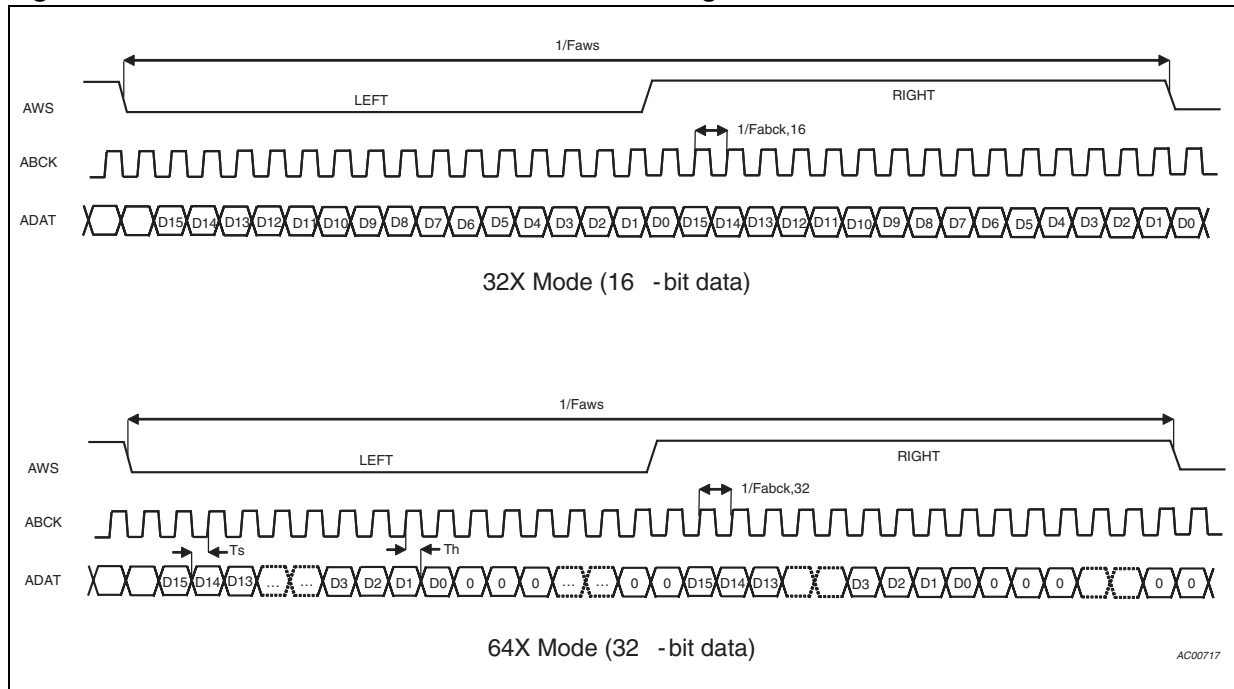 1/Faws
AWS LEFT RIGHT
1/Fabck,16
ABCK
ADAT D15 D14 D13 D12 D11 D10 D9 D8 D7 D6 D5 D4 D3 D2 D1 D0 D15 D14 D13 D12 D11 D10 D9 D8 D7 D6 D5 D4 D3 D2 D1 D0
32X Mode (16 -bit data)
1/Faws
AWS LEFT RIGHT
1/Fabck,32
ABCK
Ts Th
ADAT D15 D14 D13 ... ... D3 D2 D1 D0 0 0 0 ... ... 0 0 D15 D14 D13 D3 D2 D1 D0 0 0 0 0 0
64X Mode (32 -bit data)
AC00717